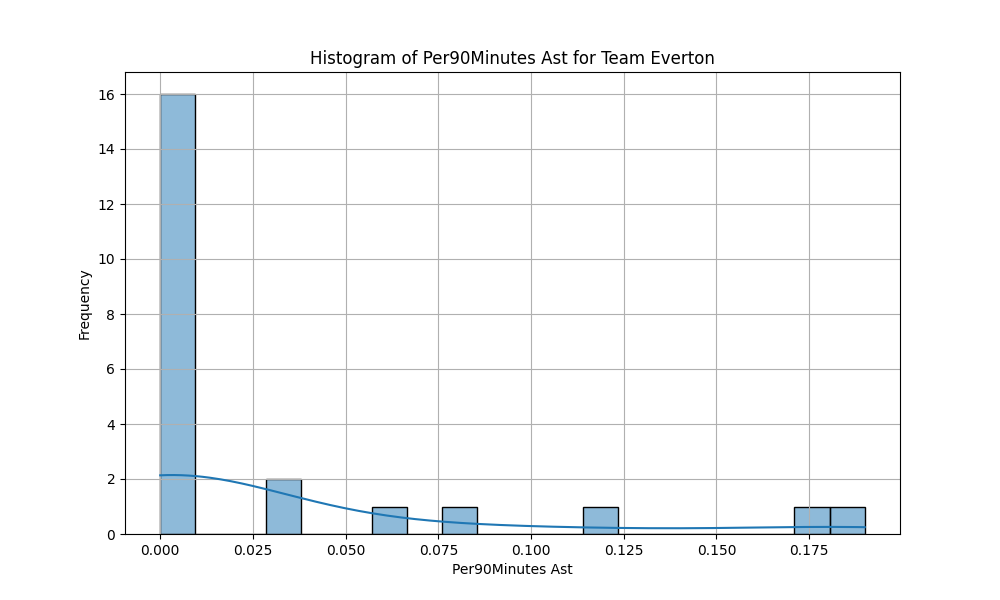 Histogram of Per90Minutes Ast for Team Everton
Frequency
16
14
12
10
8
6
4
2
0
0.000 0.025 0.050 0.075 0.100 0.125 0.150 0.175
Per90Minutes Ast